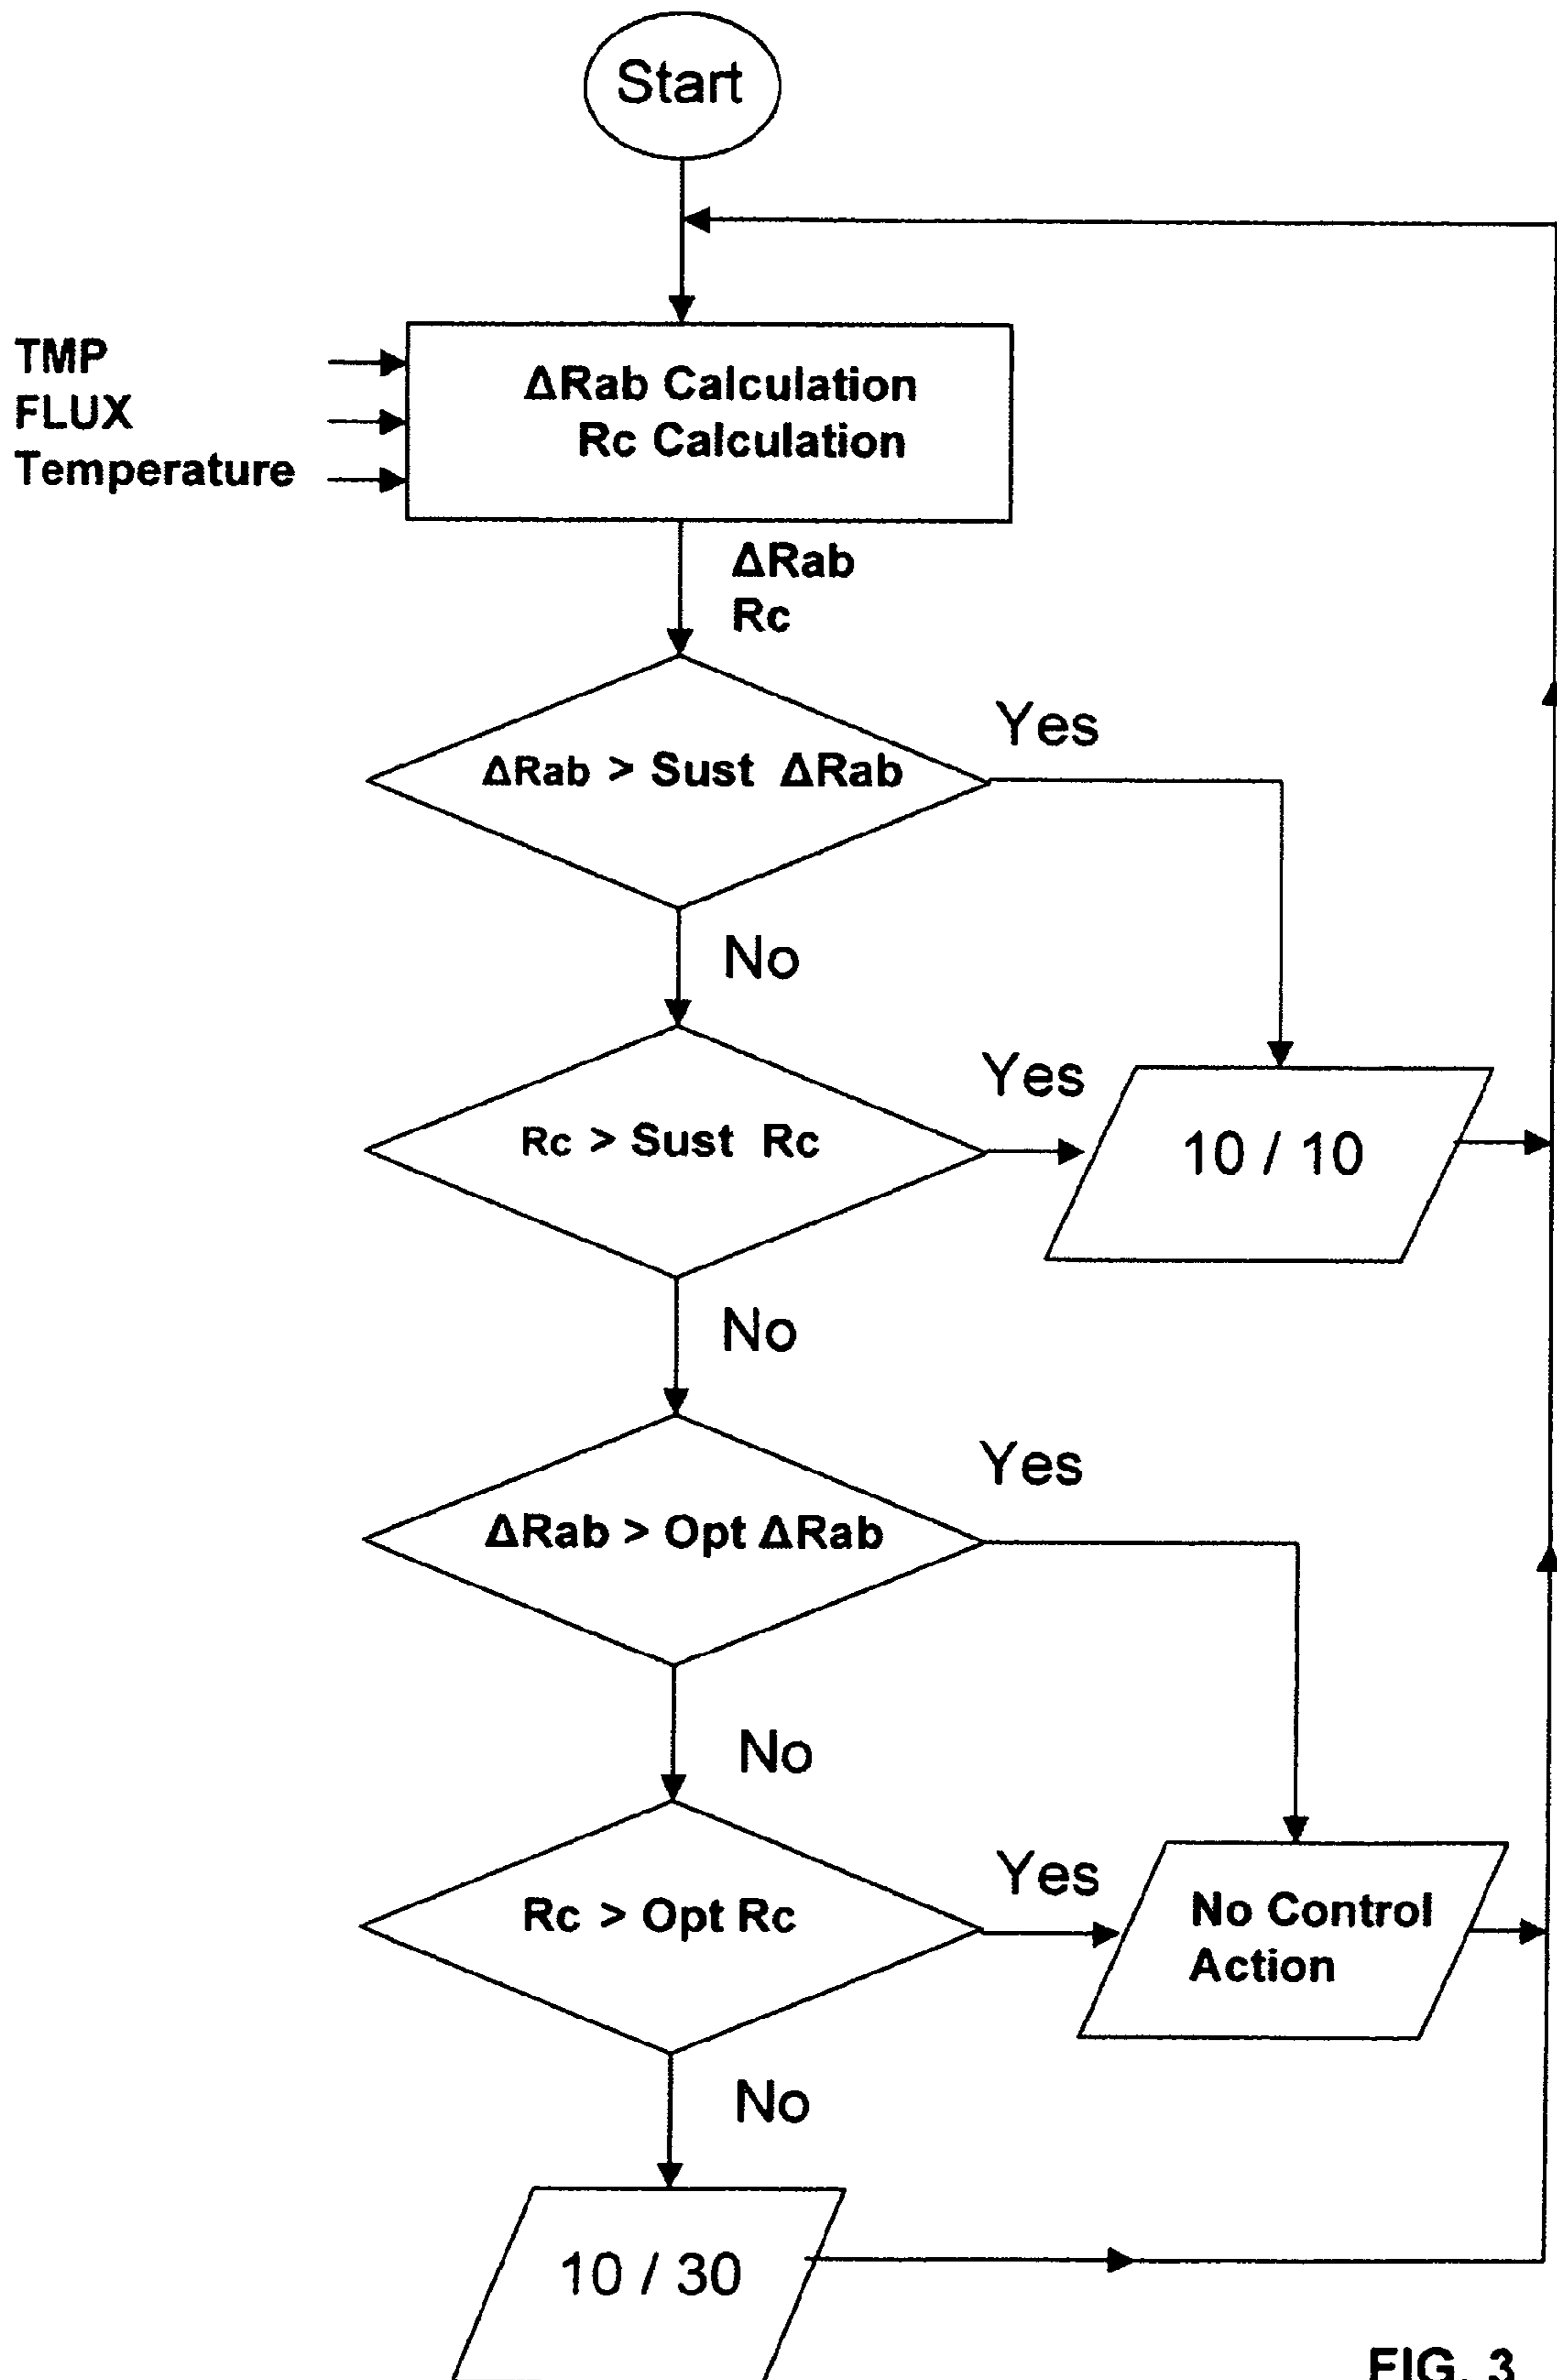 Start
TMP
FLUX
Temperature
ΔRab Calculation
Rc Calculation
ΔRab
Rc
ΔRab > Sust ΔRab
Yes
No
Rc > Sust Rc
Yes
10 / 10
No
ΔRab > Opt ΔRab
Yes
No
Rc > Opt Rc
Yes
No Control
Action
No
10 / 30
FIG. 3